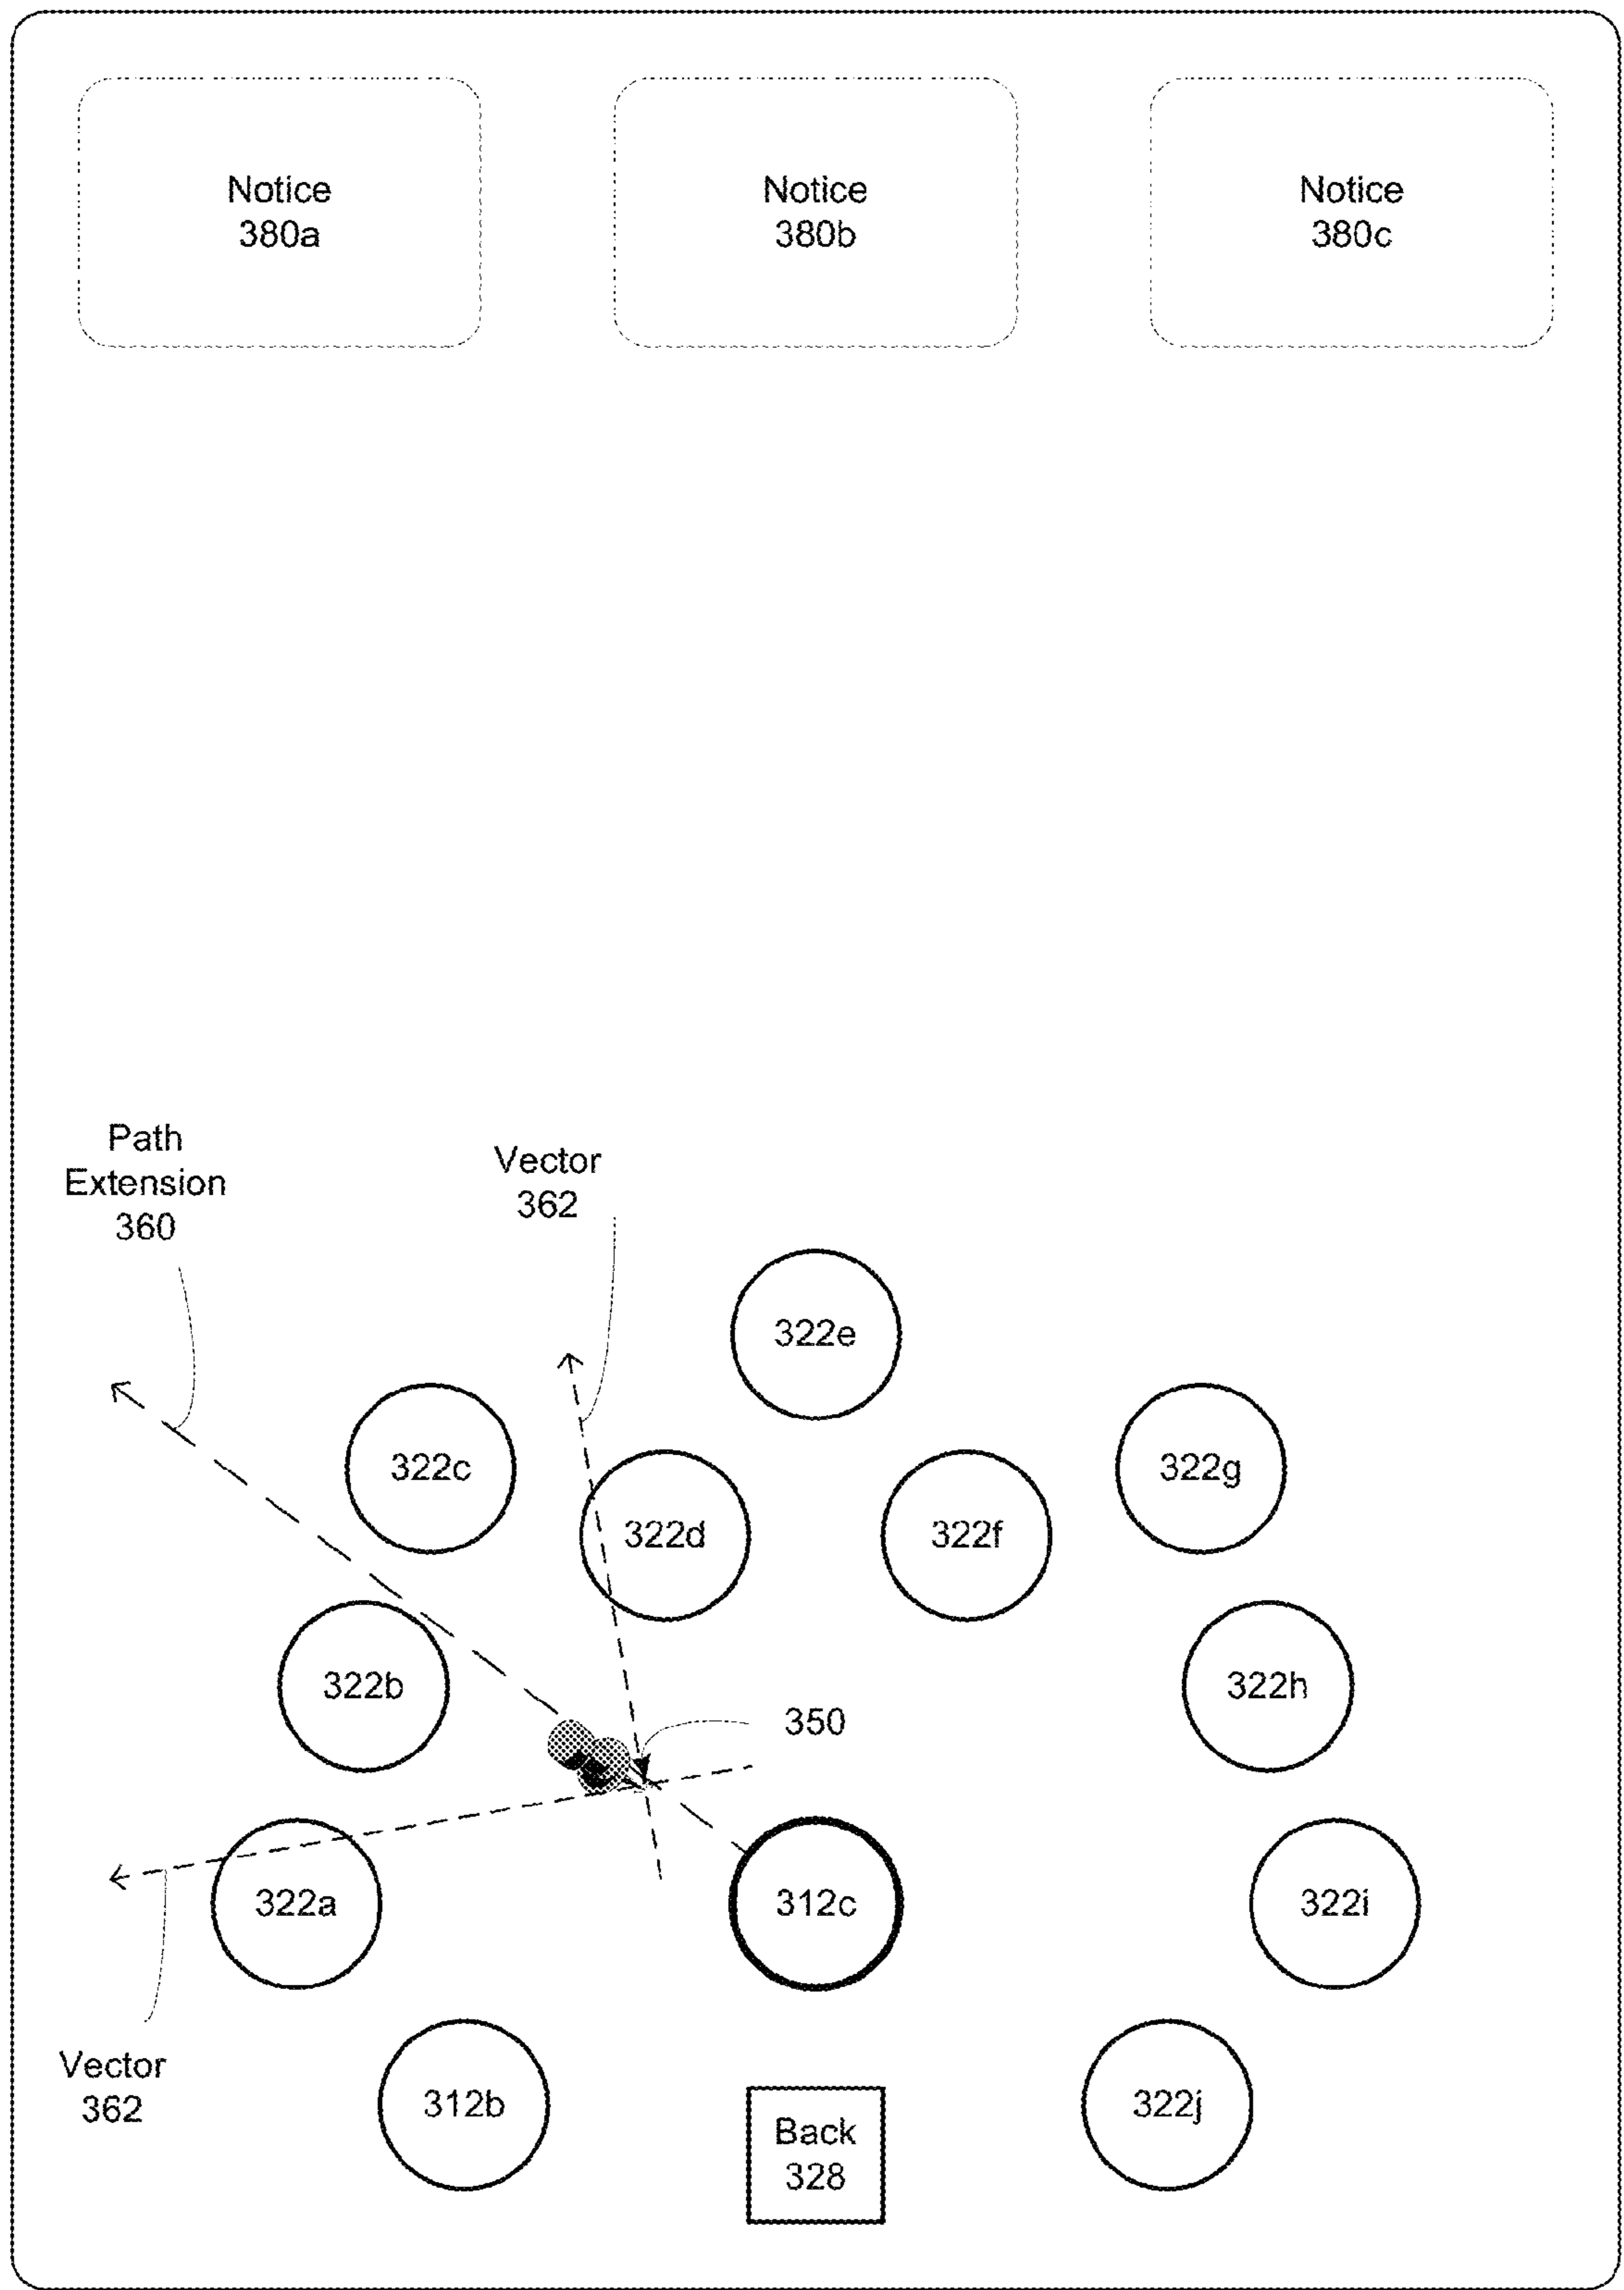 Notice
380a
Notice
380b
Notice
380c
Path
Extension
360
Vector
362
322e
322c
322g
322d
322f
322b
322h
350
322a
312c
322i
Vector
362
312b
Back
328
322j